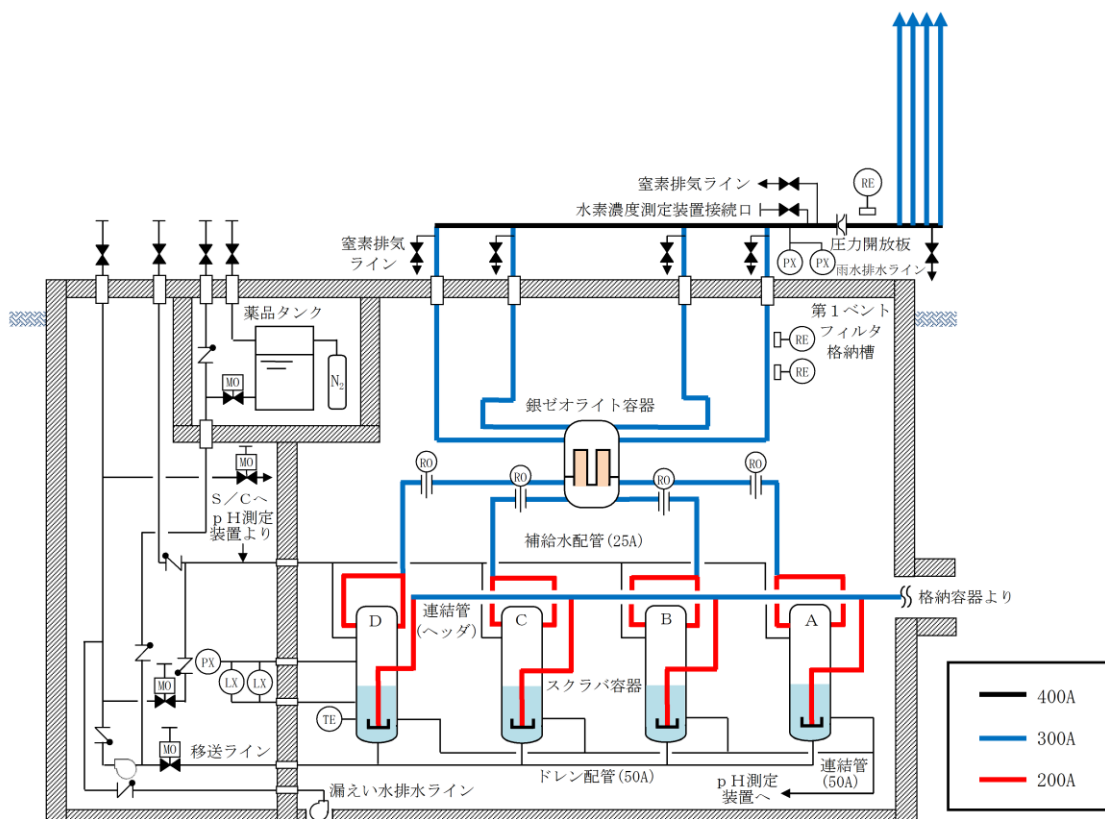 RE
窒素排気ライン
水素濃度測定装置接続口
窒素排気
ライン
圧力開放板
PX
PX
雨水排水ライン
薬品タンク
第1ベント
フィルタ
格納槽
RE
RE
MO
N₂
銀ゼオライト容器
MO
RO
RO
RO
RO
S/Cへ
pH測定
装置より
補給水配管(25A)
格納容器より
D
連結管
(ヘッダ)
C
B
A
PX
LX
LX
MO
スクラバ容器
TE
MO
移送ライン
ドレン配管(50A)
連結管
(50A)
pH測定
装置へ
漏えい水排水ライン
400A
300A
200A